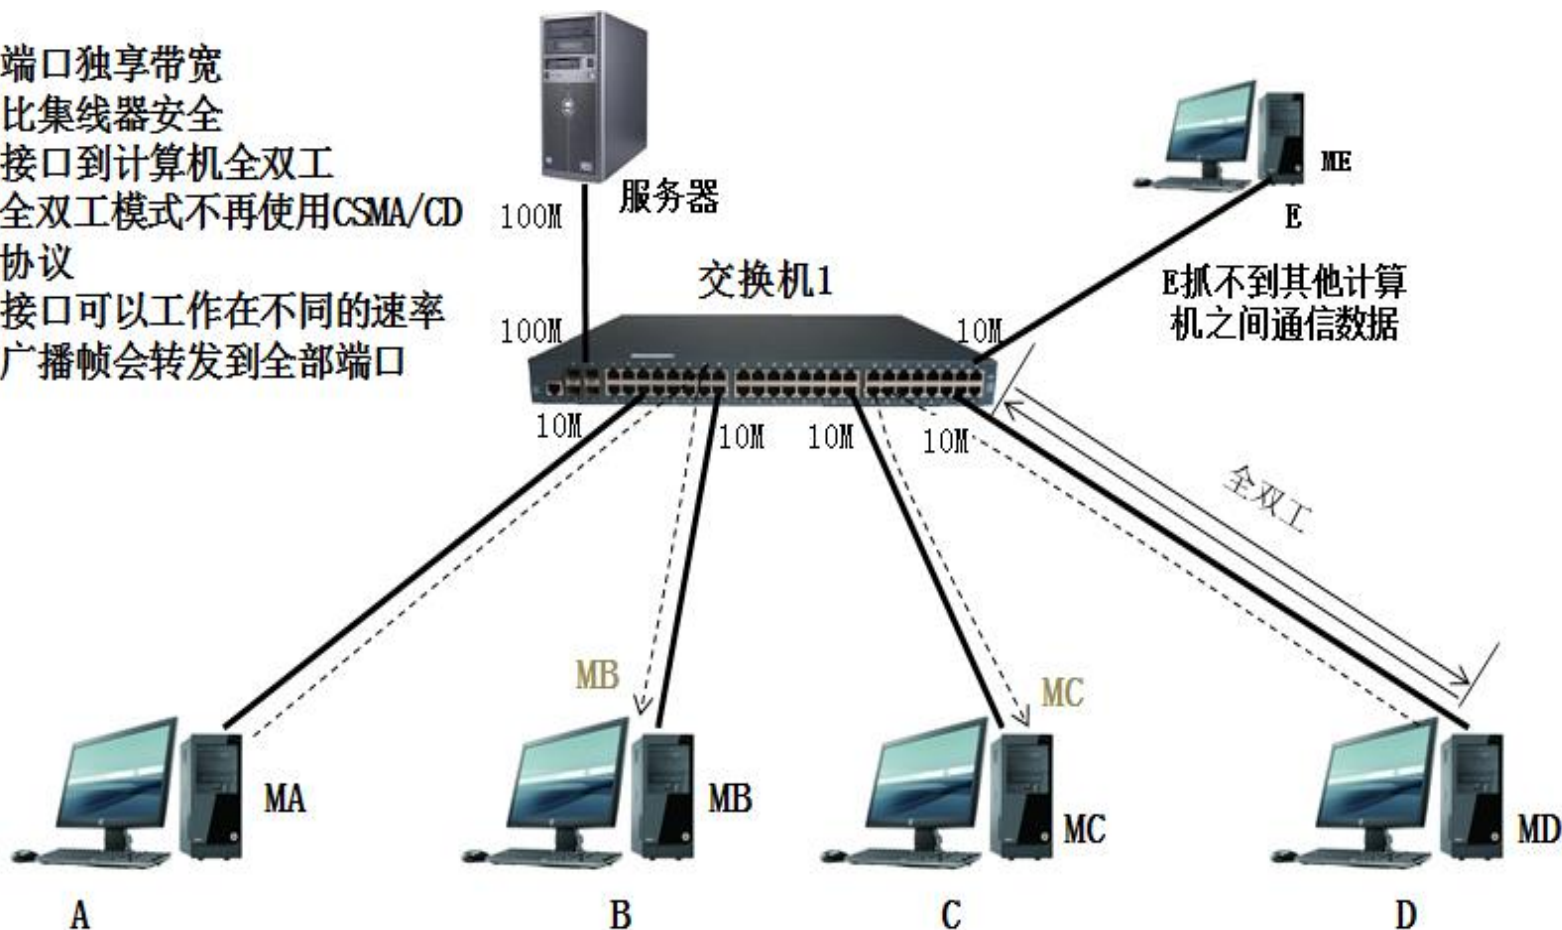 端口独享带宽
比集线器安全
接口到计算机全双工
全双工模式不再使用CSMA/CD
协议
接口可以工作在不同的速率
广播帧会转发到全部端口
服务器
100M
ME
E
E抓不到其他计算
机之间通信数据
交换机1
100M
10M
10M
10M
10M
10M
全双工
MB
MC
MA
MB
MC
MD
A
B
C
D